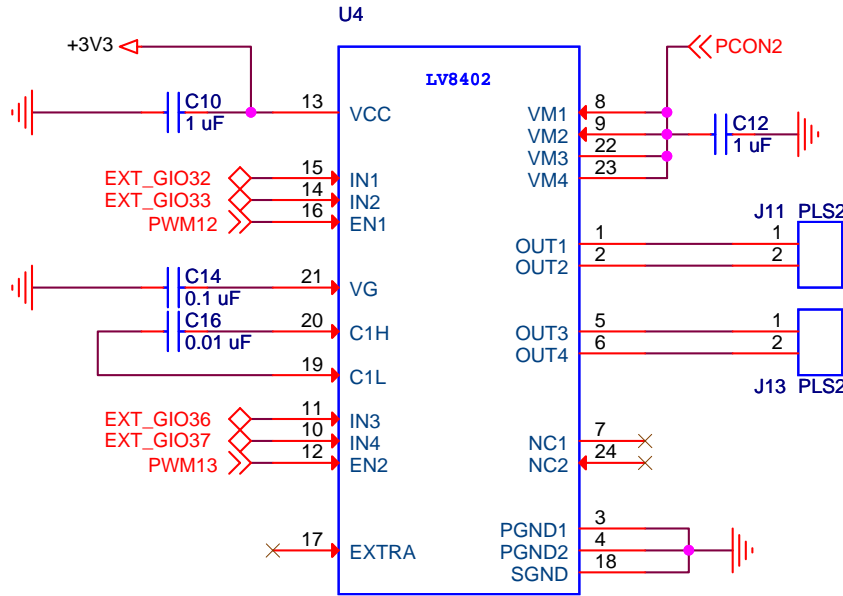 U4
+3V3
PCON2
LV8402
C10
1 uF
13
VCC
8
VM1
9
VM2
22
VM3
23
VM4
C12
1 uF
EXT_GIO32
15
IN1
EXT_GIO33
14
IN2
PWM12
16
EN1
J11 PLS2
OUT1
1
1
OUT2
2
2
C14
0.1 uF
21
VG
C16
0.01 uF
20
C1H
19
C1L
OUT3
5
1
OUT4
6
2
J13 PLS2
EXT_GIO36
11
IN3
EXT_GIO37
10
IN4
PWM13
12
EN2
NC1
7
NC2
24
17
EXTRA
PGND1
3
PGND2
4
SGND
18